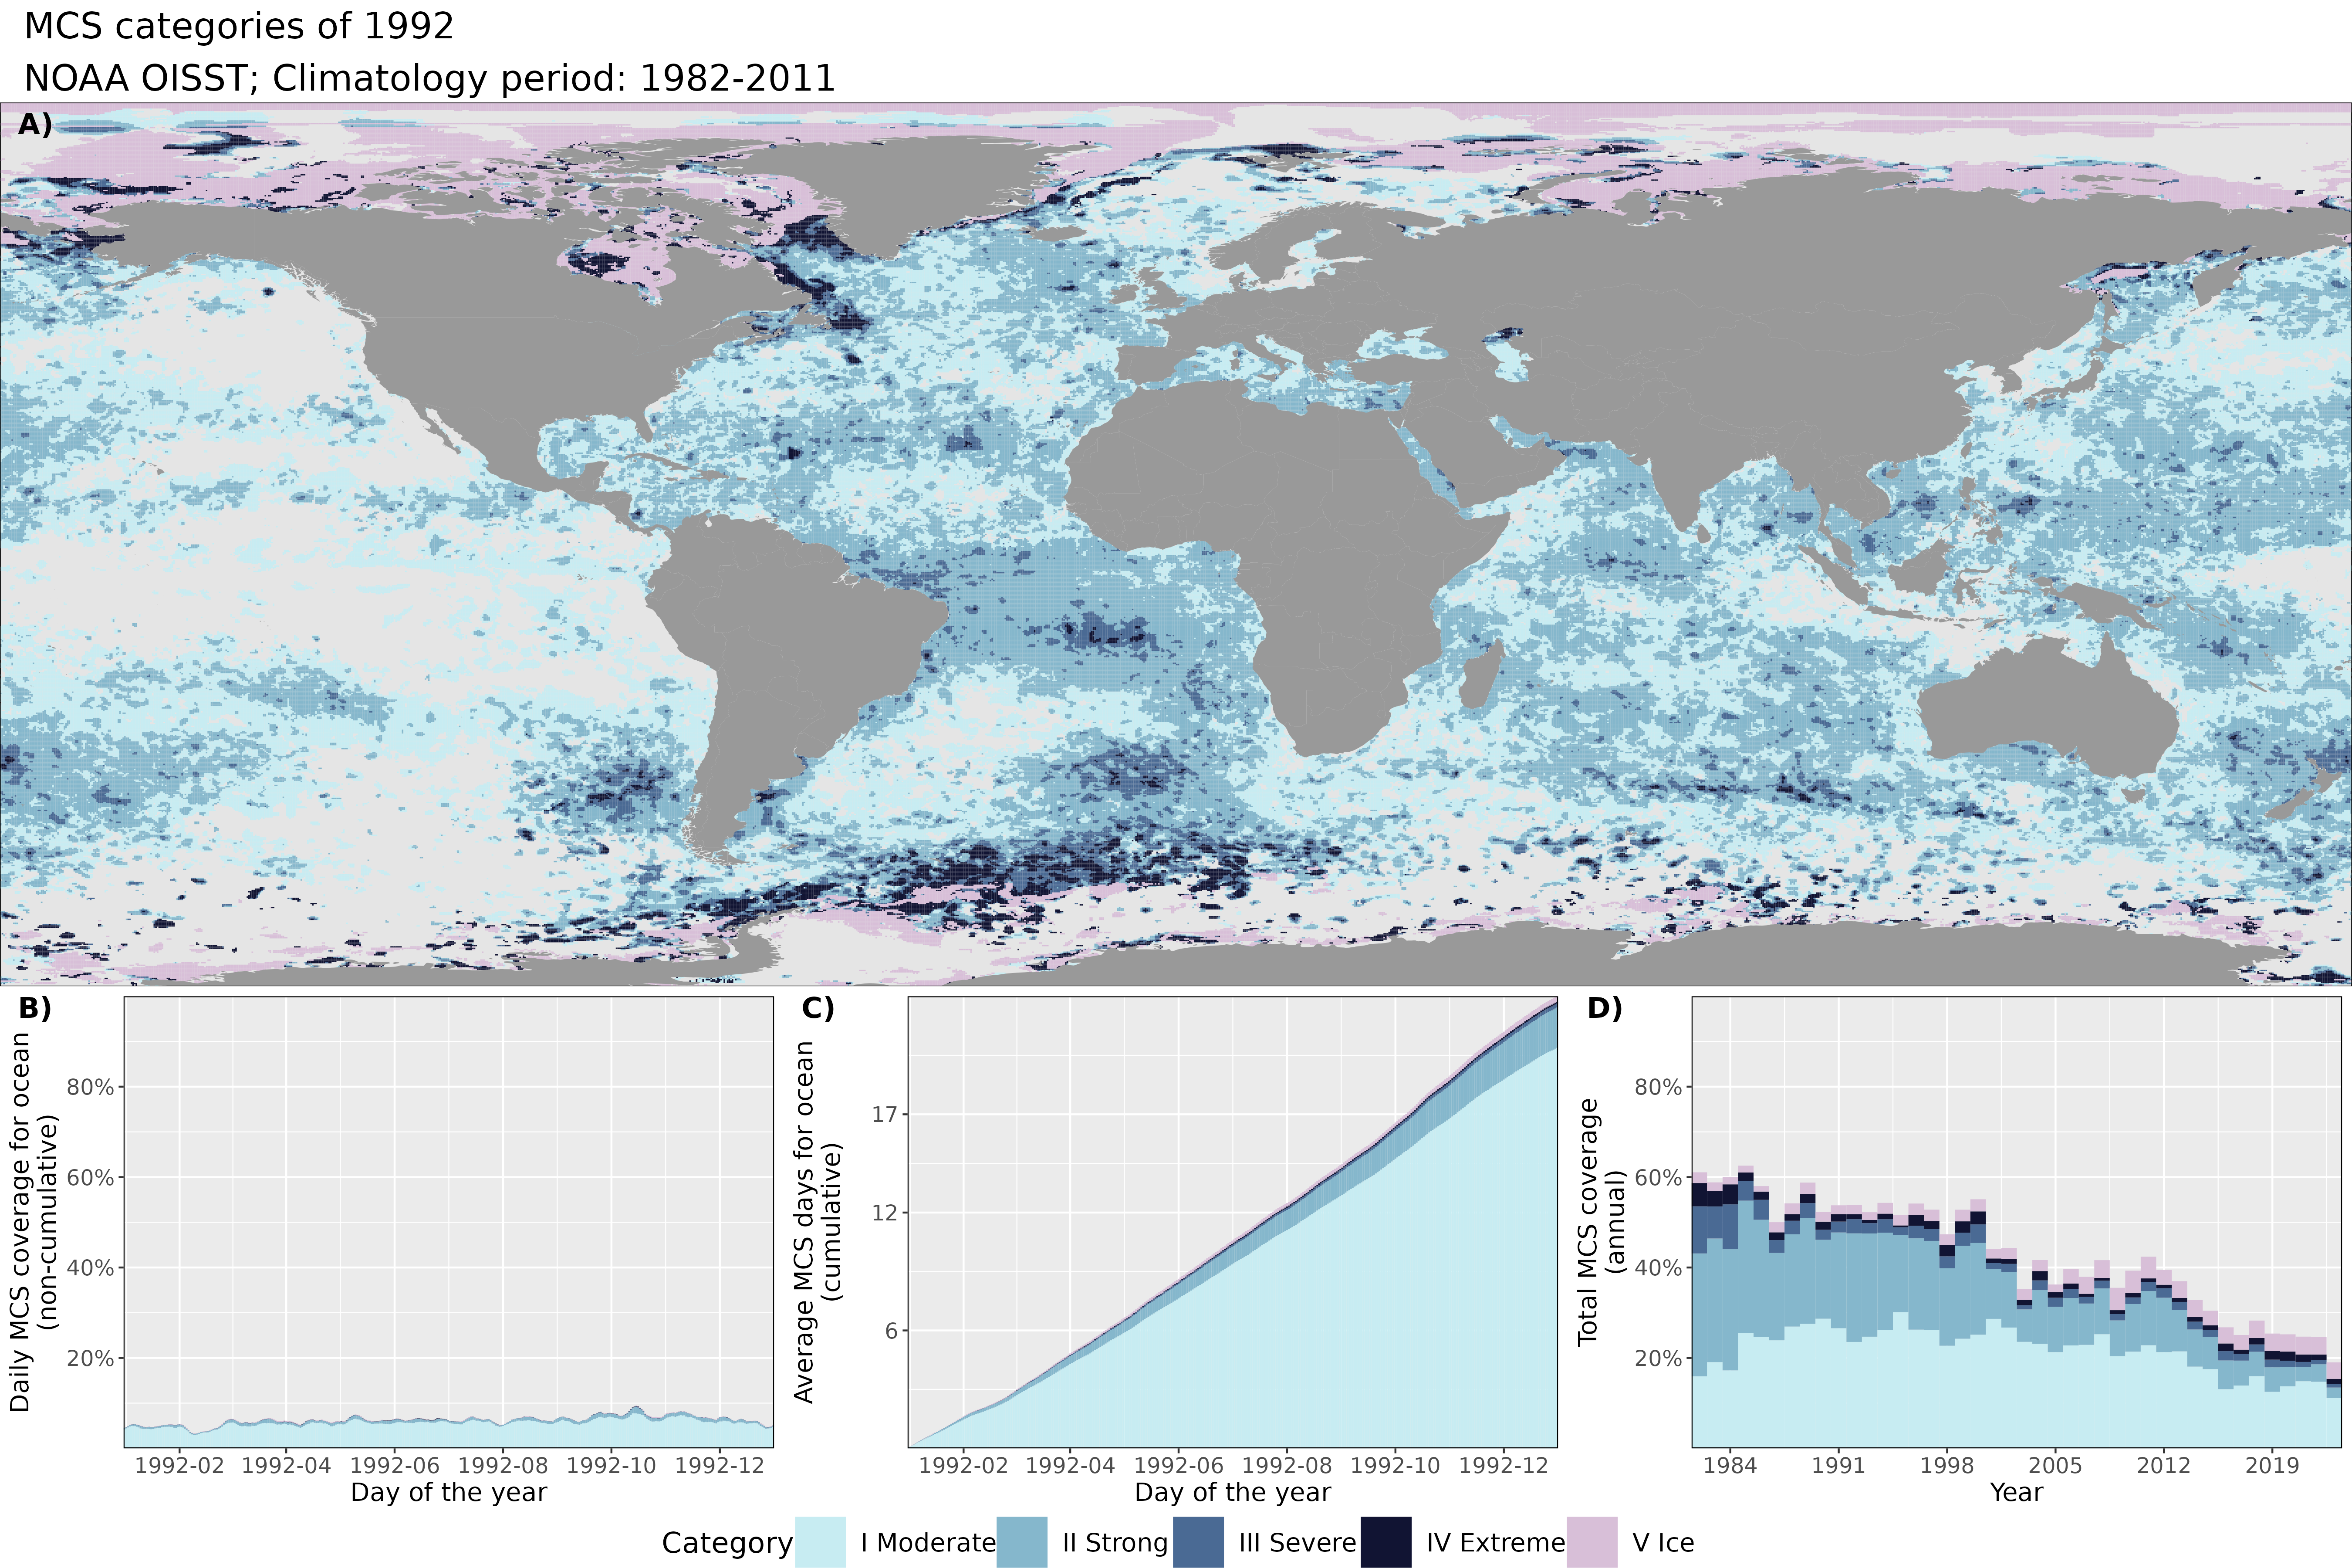 MCS categories of 1992
NOAA OISST; Climatology period: 1982-2011
A)
B)
Daily MCS coverage for ocean
(non-cumulative)
80%
60%
40%
20%
1992-02 1992-04 1992-06 1992-08 1992-10 1992-12
Day of the year
C)
Average MCS days for ocean
(cumulative)
17
12
6
1992-02 1992-04 1992-06 1992-08 1992-10 1992-12
Day of the year
D)
Total MCS coverage
(annual)
80%
60%
40%
20%
1984 1991 1998 2005 2012 2019
Year
Category I Moderate II Strong III Severe IV Extreme V Ice